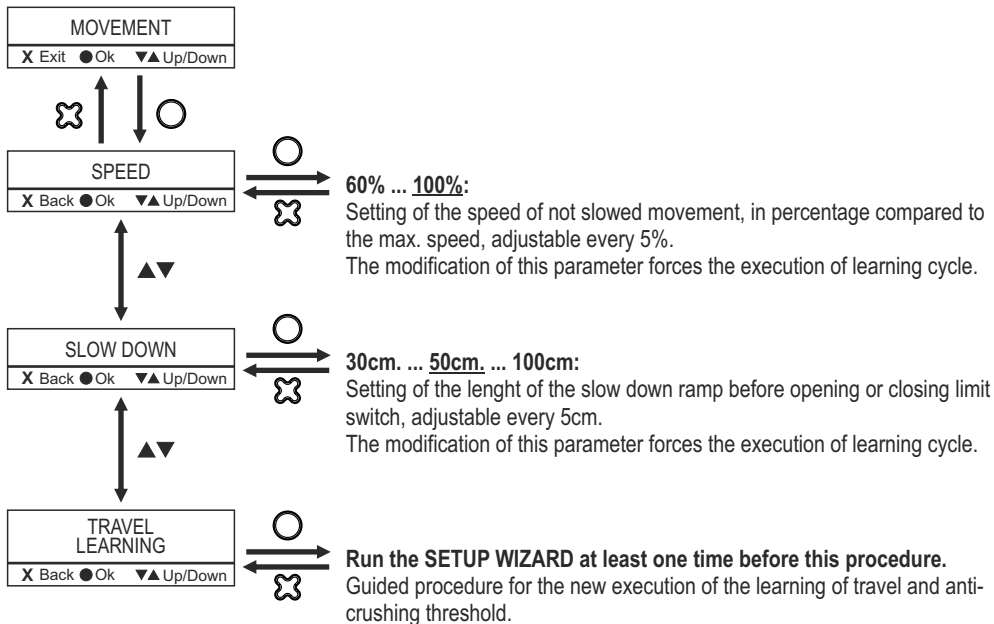 MOVEMENT
X Exit ●Ok ▼▲Up/Down
SPEED
X Back ●Ok ▼▲Up/Down
60% ... 100%:
Setting of the speed of not slowed movement, in percentage compared to
the max. speed, adjustable every 5%.
The modification of this parameter forces the execution of learning cycle.
▲▼
SLOW DOWN
X Back ●Ok ▼▲Up/Down
30cm. ... 50cm. ... 100cm:
Setting of the lenght of the slow down ramp before opening or closing limit
switch, adjustable every 5cm.
The modification of this parameter forces the execution of learning cycle.
▲▼
TRAVEL
LEARNING
X Back ●Ok ▼▲Up/Down
Run the SETUP WIZARD at least one time before this procedure.
Guided procedure for the new execution of the learning of travel and anti-
crushing threshold.